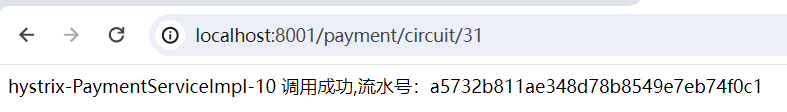 localhost:8001/payment/circuit/31
hystrix-PaymentServiceImpl-10 调用成功,流水号：a5732b811ae348d78b8549e7eb74f0c1